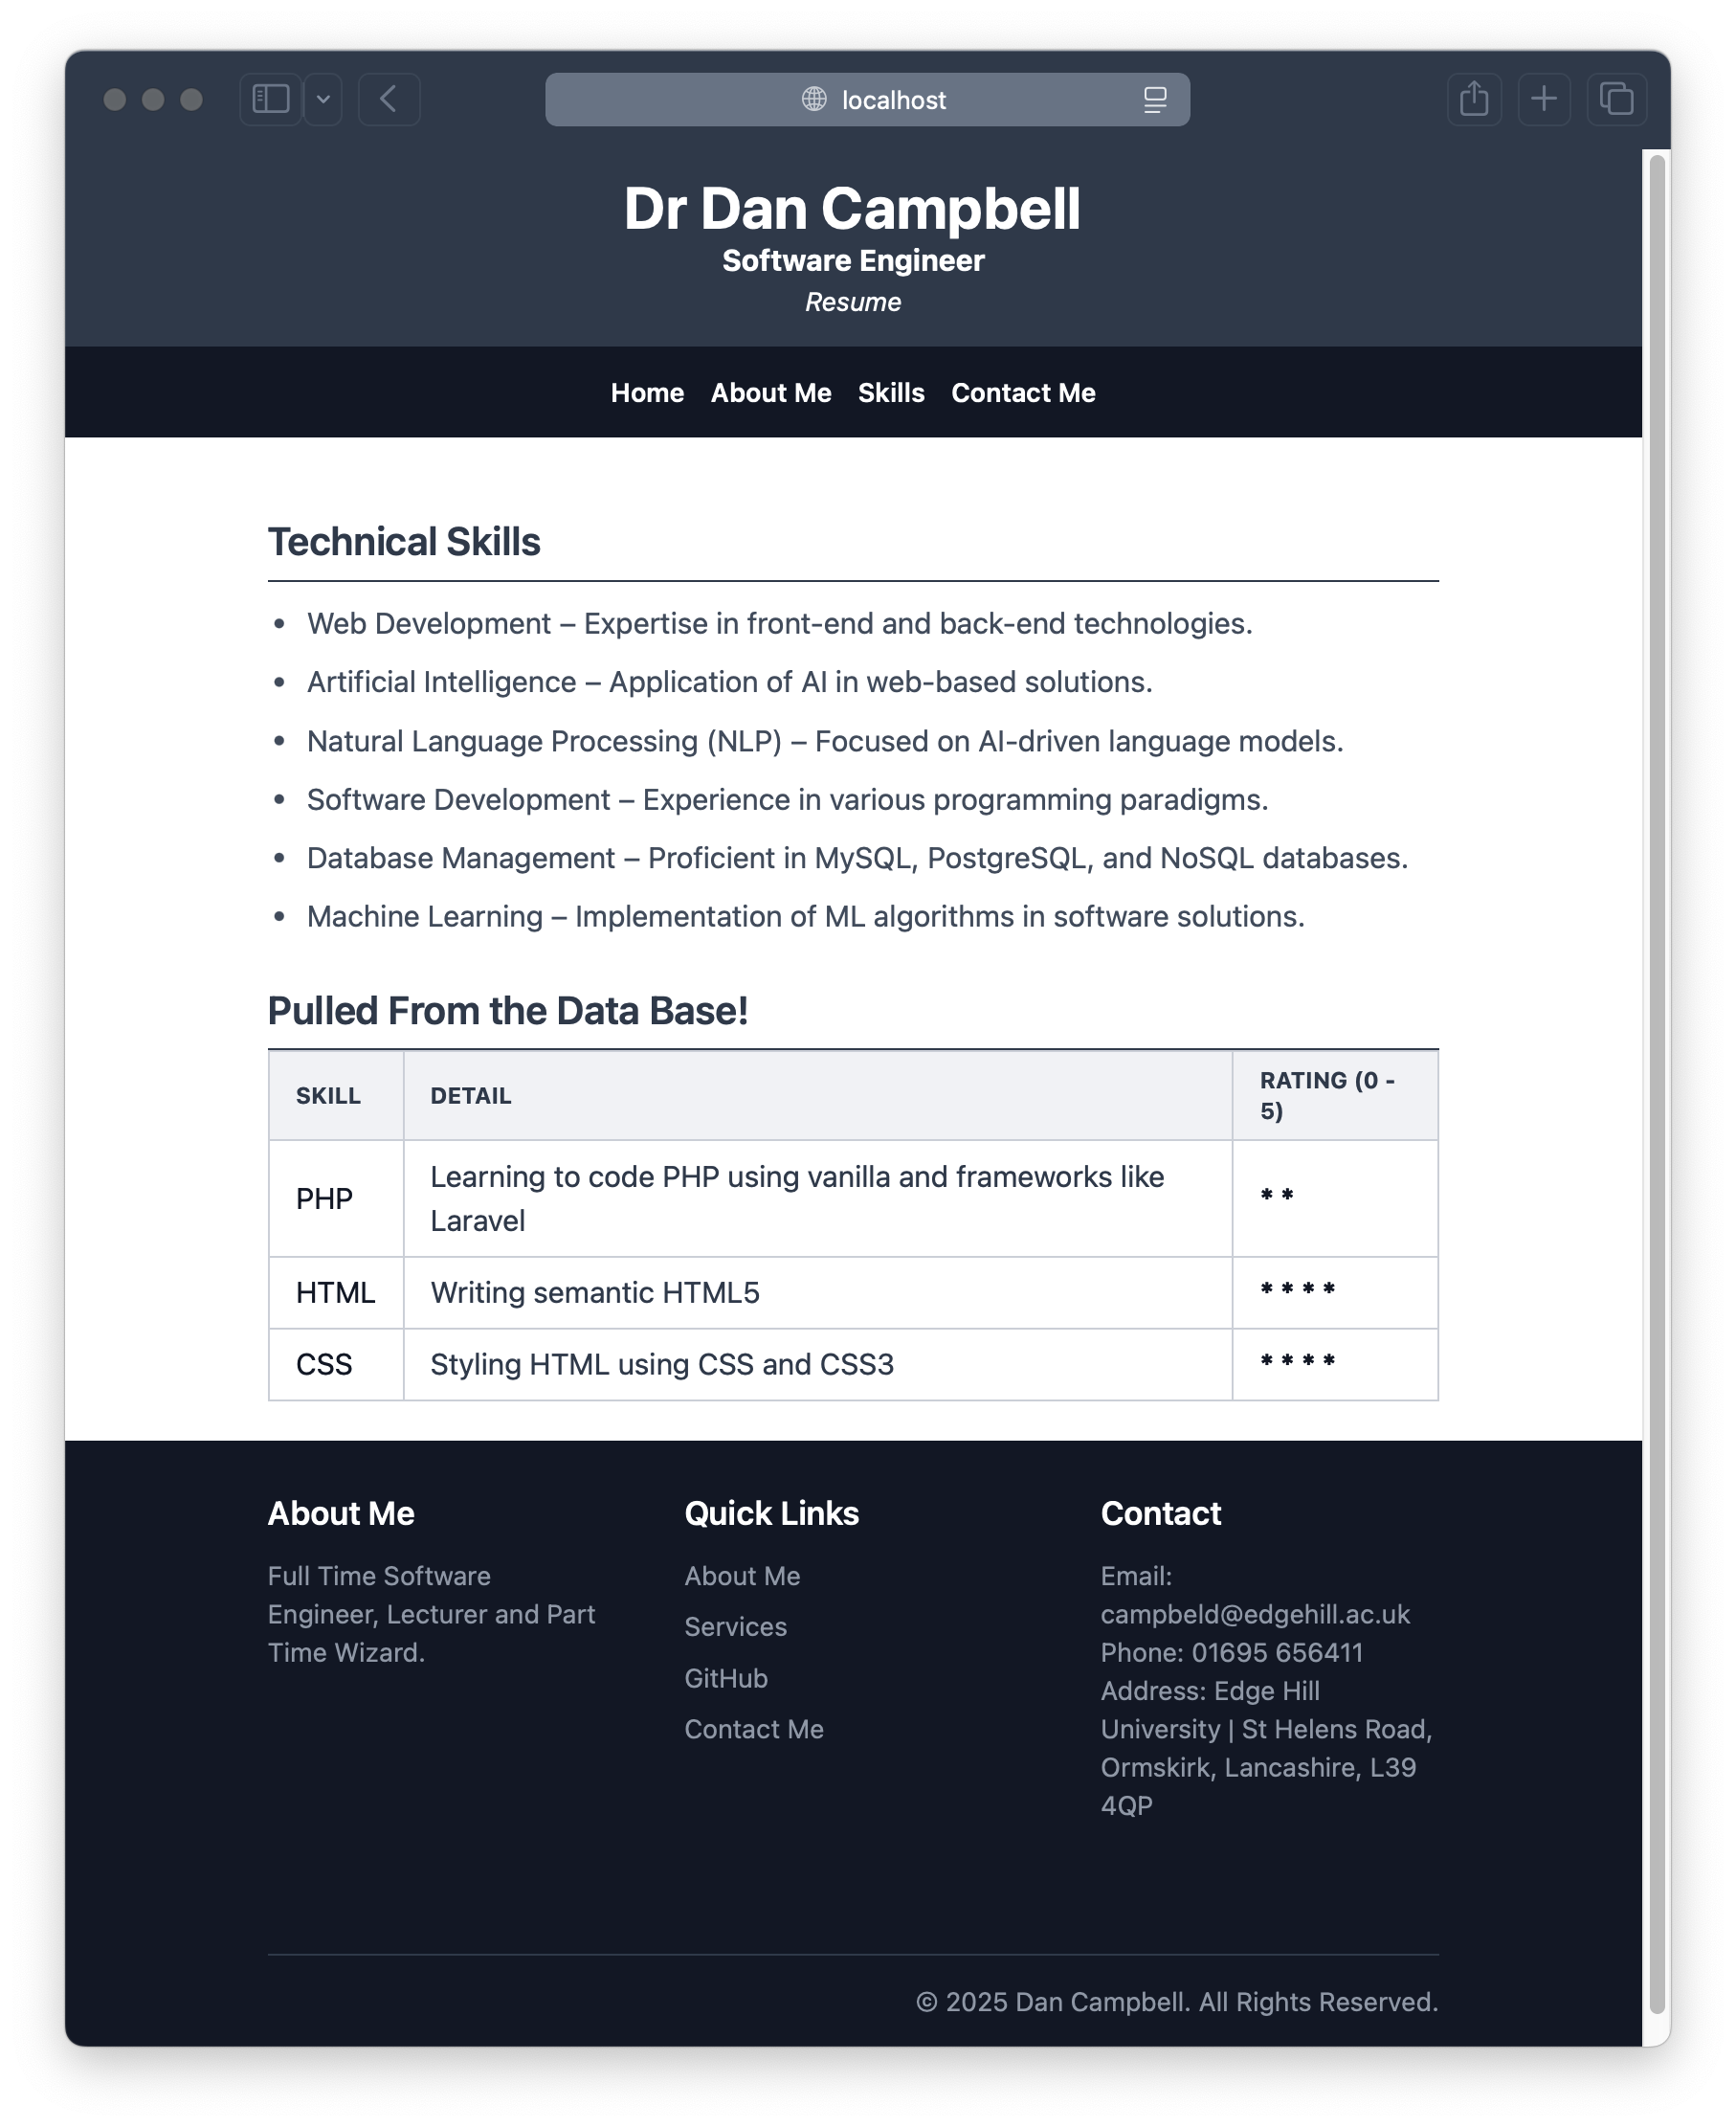 localhost
Dr Dan Campbell
Software Engineer
Resume
Home About Me Skills Contact Me
Technical Skills
• Web Development – Expertise in front-end and back-end technologies.
• Artificial Intelligence – Application of AI in web-based solutions.
• Natural Language Processing (NLP) – Focused on AI-driven language models.
• Software Development – Experience in various programming paradigms.
• Database Management – Proficient in MySQL, PostgreSQL, and NoSQL databases.
• Machine Learning – Implementation of ML algorithms in software solutions.
Pulled From the Data Base!
SKILL DETAIL RATING (0 -
5)
PHP Learning to code PHP using vanilla and frameworks like
Laravel * *
HTML Writing semantic HTML5 * * * *
CSS Styling HTML using CSS and CSS3 * * * *
About Me
Full Time Software
Engineer, Lecturer and Part
Time Wizard.
Quick Links
About Me
Services
GitHub
Contact Me
Contact
Email:
campbeld@edgehill.ac.uk
Phone: 01695 656411
Address: Edge Hill
University | St Helens Road,
Ormskirk, Lancashire, L39
4QP
© 2025 Dan Campbell. All Rights Reserved.